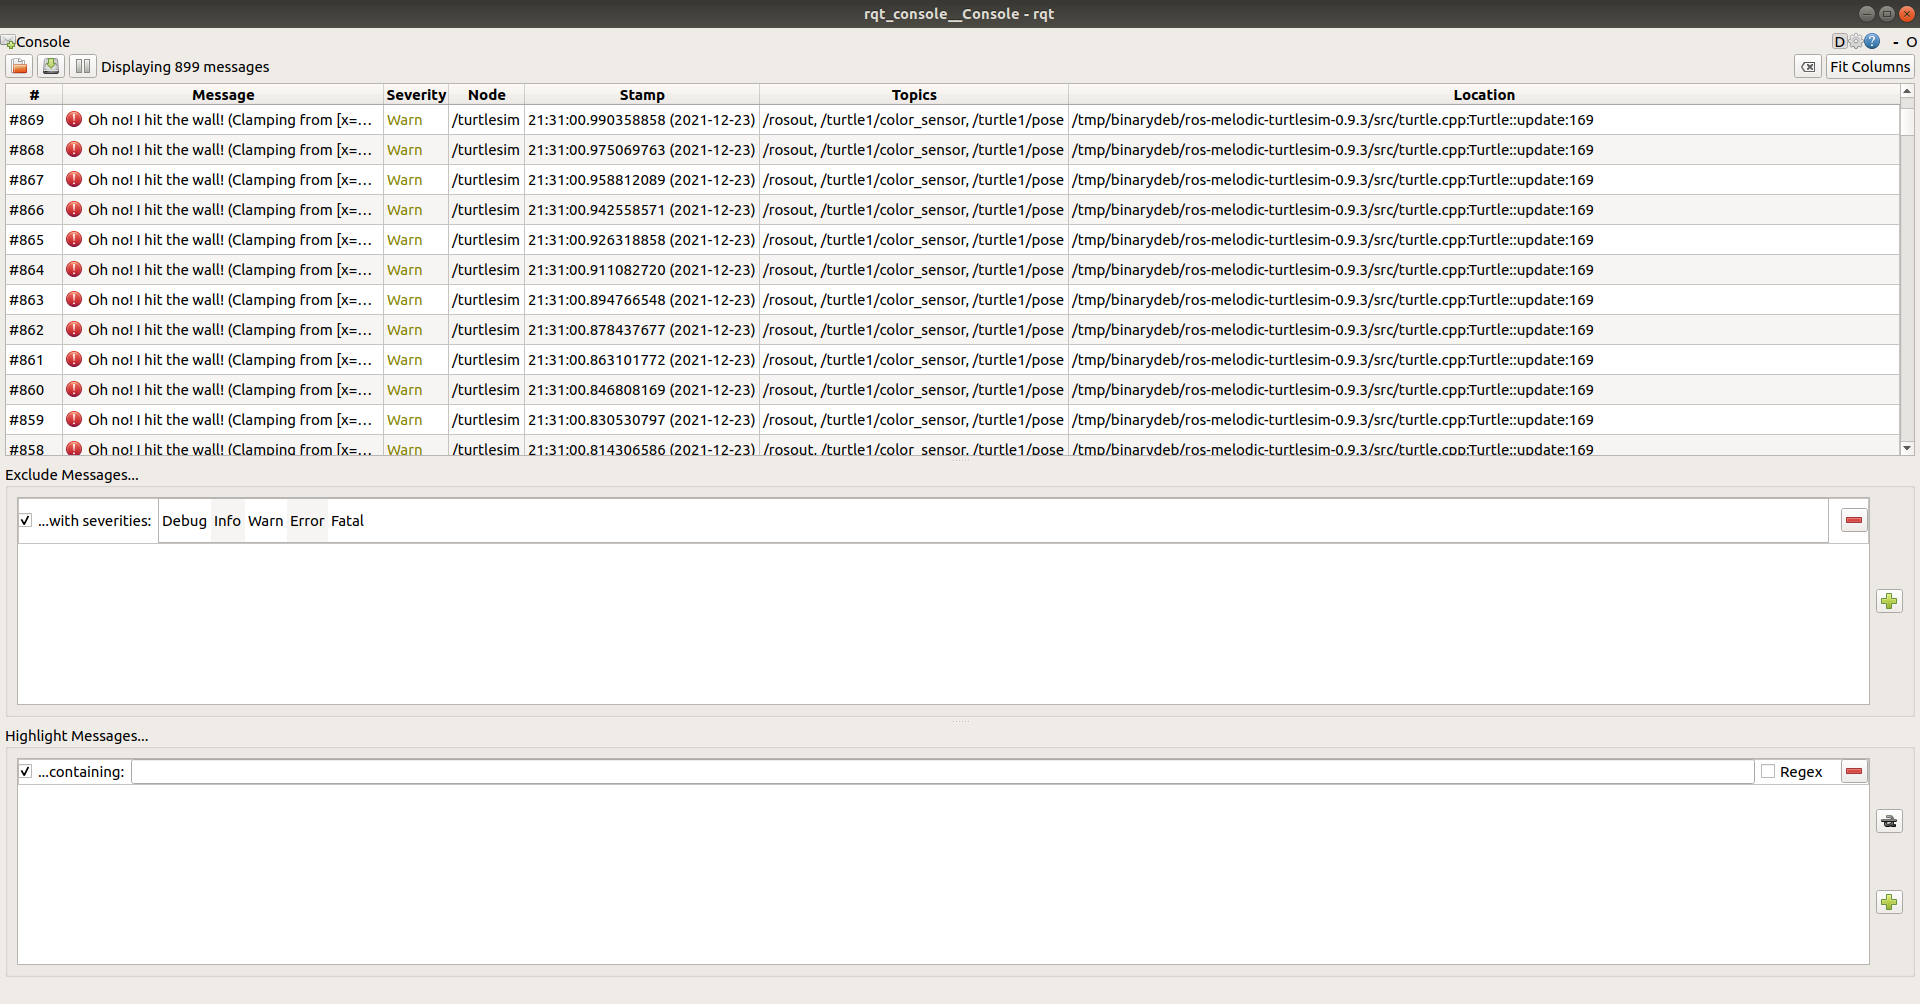 rqt_console__Console - rqt
Console D ? - O
Displaying 899 messages Fit Columns
# Message Severity Node Stamp Topics Location
#869 Oh no! I hit the wall! (Clamping from [x=... Warn /turtlesim 21:31:00.990358858 (2021-12-23) /rosout, /turtle1/color_sensor, /turtle1/pose /tmp/binarydeb/ros-melodic-turtlesim-0.9.3/src/turtle.cpp:Turtle::update:169
#868 Oh no! I hit the wall! (Clamping from [x=... Warn /turtlesim 21:31:00.975069763 (2021-12-23) /rosout, /turtle1/color_sensor, /turtle1/pose /tmp/binarydeb/ros-melodic-turtlesim-0.9.3/src/turtle.cpp:Turtle::update:169
#867 Oh no! I hit the wall! (Clamping from [x=... Warn /turtlesim 21:31:00.958812089 (2021-12-23) /rosout, /turtle1/color_sensor, /turtle1/pose /tmp/binarydeb/ros-melodic-turtlesim-0.9.3/src/turtle.cpp:Turtle::update:169
#866 Oh no! I hit the wall! (Clamping from [x=... Warn /turtlesim 21:31:00.942558571 (2021-12-23) /rosout, /turtle1/color_sensor, /turtle1/pose /tmp/binarydeb/ros-melodic-turtlesim-0.9.3/src/turtle.cpp:Turtle::update:169
#865 Oh no! I hit the wall! (Clamping from [x=... Warn /turtlesim 21:31:00.926318858 (2021-12-23) /rosout, /turtle1/color_sensor, /turtle1/pose /tmp/binarydeb/ros-melodic-turtlesim-0.9.3/src/turtle.cpp:Turtle::update:169
#864 Oh no! I hit the wall! (Clamping from [x=... Warn /turtlesim 21:31:00.911082720 (2021-12-23) /rosout, /turtle1/color_sensor, /turtle1/pose /tmp/binarydeb/ros-melodic-turtlesim-0.9.3/src/turtle.cpp:Turtle::update:169
#863 Oh no! I hit the wall! (Clamping from [x=... Warn /turtlesim 21:31:00.894766548 (2021-12-23) /rosout, /turtle1/color_sensor, /turtle1/pose /tmp/binarydeb/ros-melodic-turtlesim-0.9.3/src/turtle.cpp:Turtle::update:169
#862 Oh no! I hit the wall! (Clamping from [x=... Warn /turtlesim 21:31:00.878437677 (2021-12-23) /rosout, /turtle1/color_sensor, /turtle1/pose /tmp/binarydeb/ros-melodic-turtlesim-0.9.3/src/turtle.cpp:Turtle::update:169
#861 Oh no! I hit the wall! (Clamping from [x=... Warn /turtlesim 21:31:00.863101772 (2021-12-23) /rosout, /turtle1/color_sensor, /turtle1/pose /tmp/binarydeb/ros-melodic-turtlesim-0.9.3/src/turtle.cpp:Turtle::update:169
#860 Oh no! I hit the wall! (Clamping from [x=... Warn /turtlesim 21:31:00.846808169 (2021-12-23) /rosout, /turtle1/color_sensor, /turtle1/pose /tmp/binarydeb/ros-melodic-turtlesim-0.9.3/src/turtle.cpp:Turtle::update:169
#859 Oh no! I hit the wall! (Clamping from [x=... Warn /turtlesim 21:31:00.830530797 (2021-12-23) /rosout, /turtle1/color_sensor, /turtle1/pose /tmp/binarydeb/ros-melodic-turtlesim-0.9.3/src/turtle.cpp:Turtle::update:169
#858 Oh no! I hit the wall! (Clamping from [x=... Warn /turtlesim 21:31:00.814306586 (2021-12-23) /rosout, /turtle1/color_sensor, /turtle1/pose /tmp/binarydeb/ros-melodic-turtlesim-0.9.3/src/turtle.cpp:Turtle::update:169
Exclude Messages...
...with severities: Debug Info Warn Error Fatal
Highlight Messages...
...containing: Regex